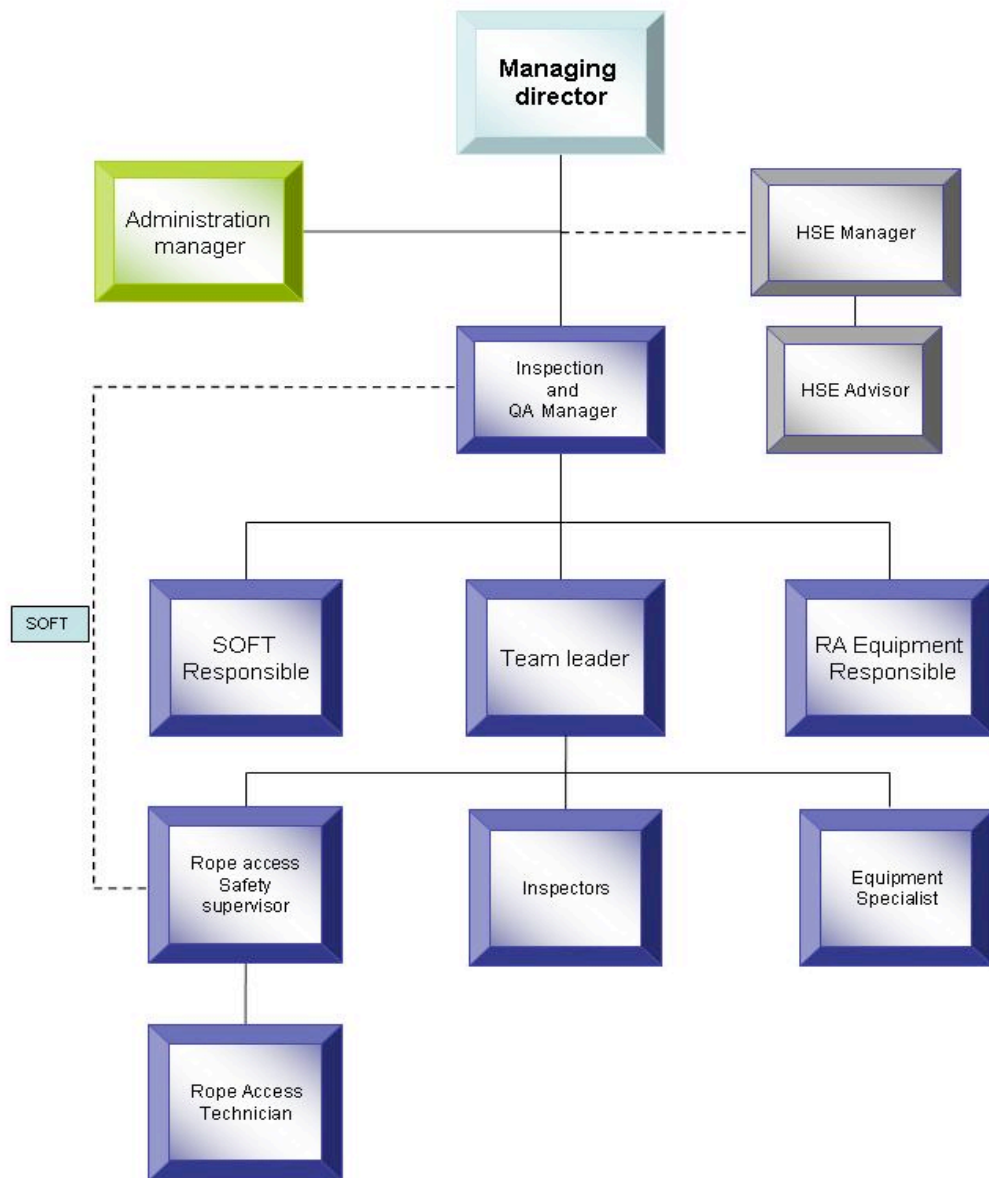 Managing
director
Administration
manager
HSE Manager
Inspection
and
QA Manager
HSE Advisor
SOFT
SOFT
Responsible
Team leader
RA Equipment
Responsible
Rope access
Safety
supervisor
Inspectors
Equipment
Specialist
Rope Access
Technician